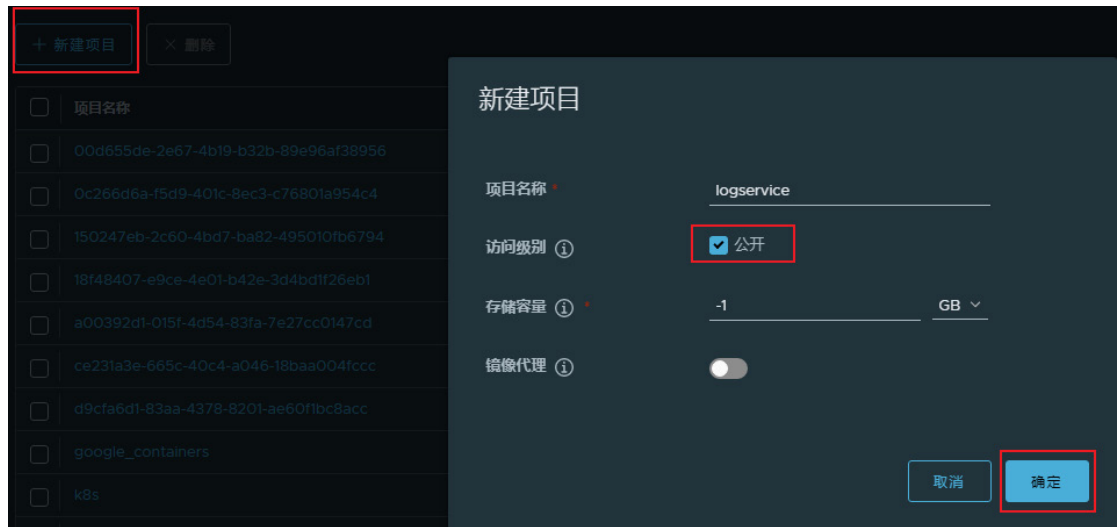 + 新建项目 × 删除
项目名称
00d655de-2e67-4b19-b32b-89e96af38956
0c266d6a-f5d9-401c-8ec3-c76801a954c4
150247eb-2c60-4bd7-ba82-495010fb6794
18f48407-e9ce-4e01-b42e-3d4bd1f26eb1
a00392d1-015f-4d54-83fa-7e27cc0147cd
ce231a3e-665c-40c4-a046-18baa004fccc
d9cfa6d1-83aa-4378-8201-ae60f1bc8acc
google_containers
k8s
新建项目
项目名称 * logservice
访问级别 公开
存储容量 * -1 GB
镜像代理
取消 确定